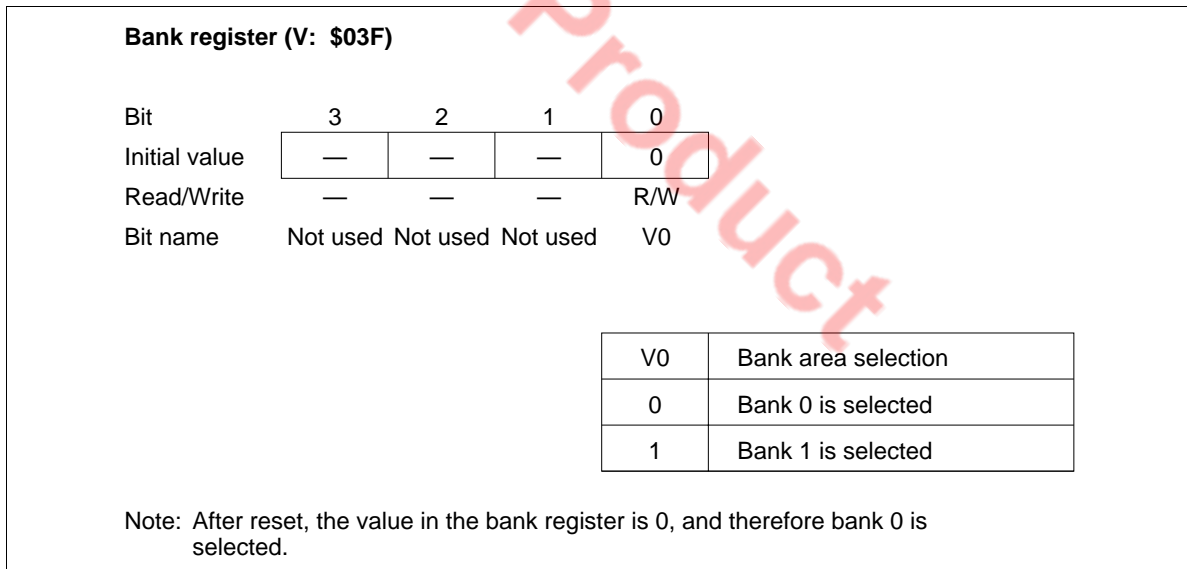 Bank register (V: $03F)
Bit 3 2 1 0
Initial value — — — 0
Read/Write — — — R/W
Bit name Not used Not used Not used V0
Product
V0 Bank area selection
0 Bank 0 is selected
1 Bank 1 is selected
Note: After reset, the value in the bank register is 0, and therefore bank 0 is
selected.